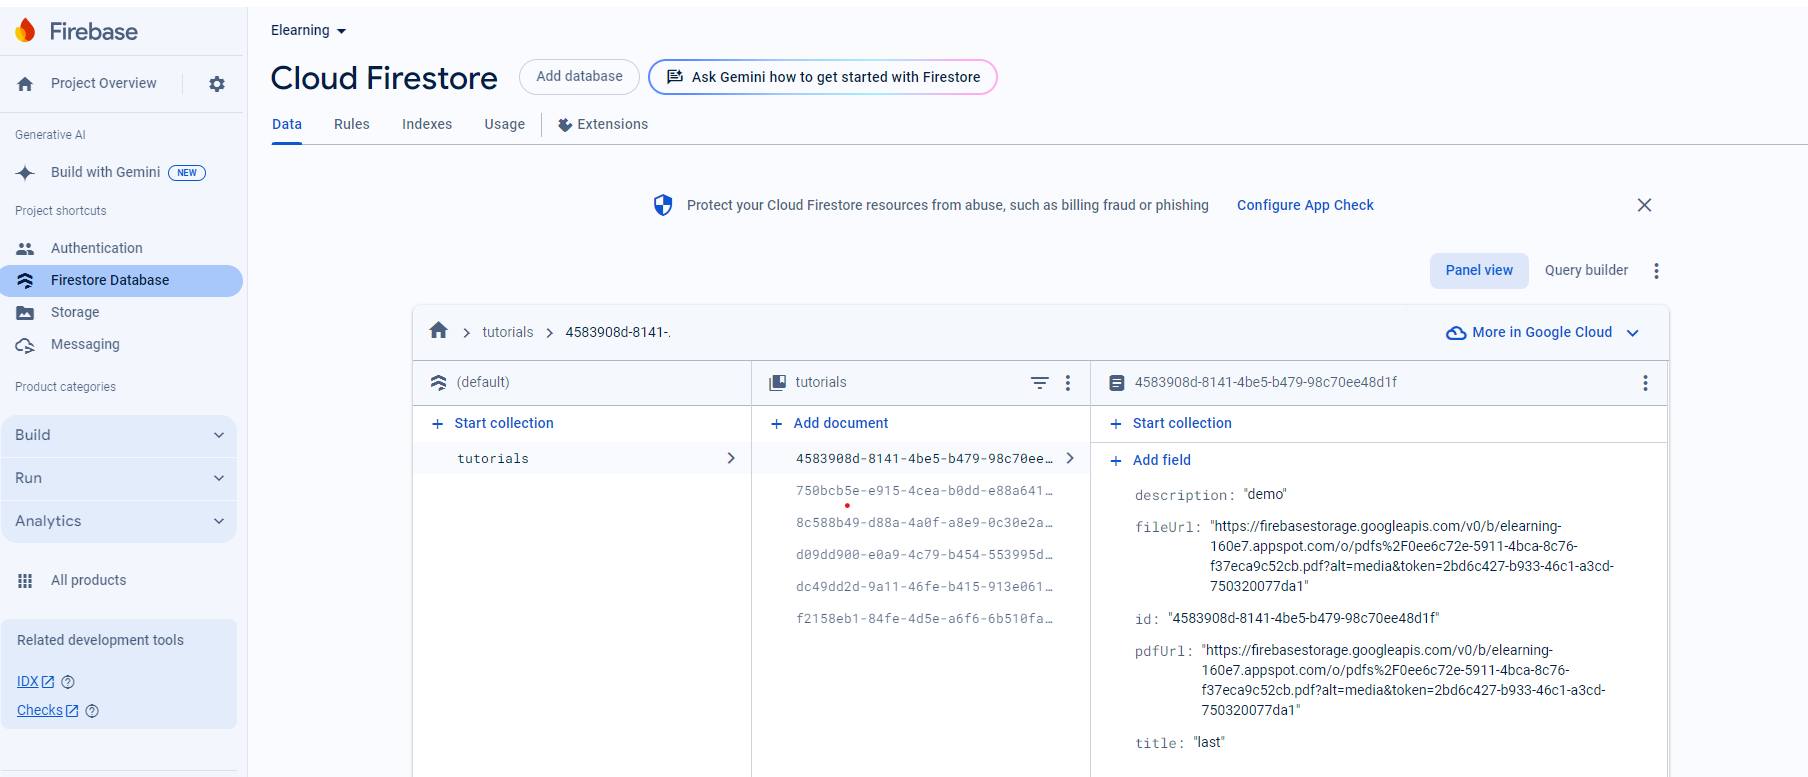 Firebase
Project Overview
Generative AI
Build with Gemini NEW
Project shortcuts
Authentication
Firestore Database
Storage
Messaging
Product categories
Build
Run
Analytics
All products
Related development tools
IDX
Checks
Elearning
Cloud Firestore
Add database
Ask Gemini how to get started with Firestore
Data Rules Indexes Usage Extensions
Protect your Cloud Firestore resources from abuse, such as billing fraud or phishing Configure App Check
Panel view Query builder
tutorials 4583908d-8141-.
More in Google Cloud
(default)
Start collection
tutorials
tutorials
Add document
4583908d-8141-4be5-b479-98c70ee…
750bcb5e-e915-4cea-b0dd-e88a641…
8c588b49-d88a-4a0f-a8e9-0c30e2a…
d09dd900-e0a9-4c79-b454-553995d…
dc49dd2d-9a11-46fe-b415-913e061…
f2158eb1-84fe-4d5e-a6f6-6b510fa…
4583908d-8141-4be5-b479-98c70ee48d1f
Start collection
Add field
description: "demo"
fileUrl: "https://firebasestorage.googleapis.com/v0/b/elearning-
160e7.appspot.com/o/pdfs%2F0ee6c72e-5911-4bca-8c76-
f37eca9c52cb.pdf?alt=media&token=2bd6c427-b933-46c1-a3cd-
750320077da1"
id: "4583908d-8141-4be5-b479-98c70ee48d1f"
pdfUrl: "https://firebasestorage.googleapis.com/v0/b/elearning-
160e7.appspot.com/o/pdfs%2F0ee6c72e-5911-4bca-8c76-
f37eca9c52cb.pdf?alt=media&token=2bd6c427-b933-46c1-a3cd-
750320077da1"
title: "last"